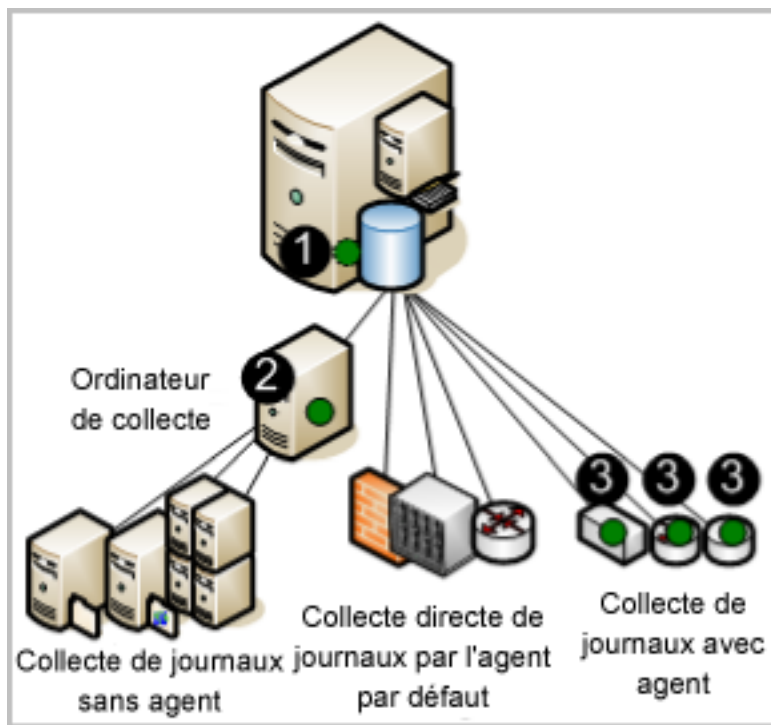 1
2
Ordinateur
de collecte
3 3 3
Collecte de journaux
sans agent
Collecte directe de
journaux par l'agent
par défaut
Collecte de
journaux avec
agent